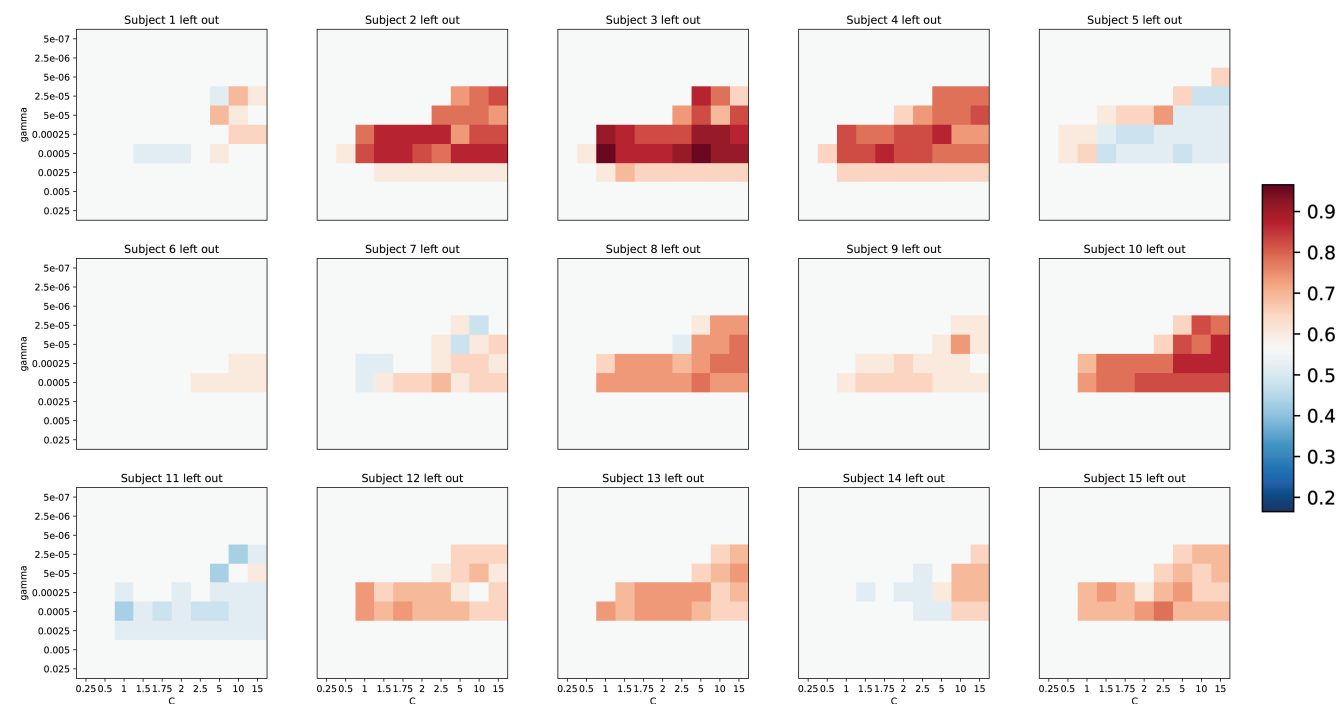 Subject 1 left out
Subject 2 left out
Subject 3 left out
Subject 4 left out
Subject 5 left out
5e-07
2.5e-06
5e-06
2.5e-05
5e-05
0.00025
0.0005
0.0025
0.005
0.025
gamma
Subject 6 left out
Subject 7 left out
Subject 8 left out
Subject 9 left out
Subject 10 left out
5e-07
2.5e-06
5e-06
2.5e-05
5e-05
0.00025
0.0005
0.0025
0.005
0.025
gamma
0.9
0.8
0.7
0.6
0.5
0.4
0.3
0.2
Subject 11 left out
Subject 12 left out
Subject 13 left out
Subject 14 left out
Subject 15 left out
5e-07
2.5e-06
5e-06
2.5e-05
5e-05
0.00025
0.0005
0.0025
0.005
0.025
gamma
0.25 0.5 1 1.5 1.75 2 2.5 5 10 15
C
0.25 0.5 1 1.5 1.75 2 2.5 5 10 15
C
0.25 0.5 1 1.5 1.75 2 2.5 5 10 15
C
0.25 0.5 1 1.5 1.75 2 2.5 5 10 15
C
0.25 0.5 1 1.5 1.75 2 2.5 5 10 15
C